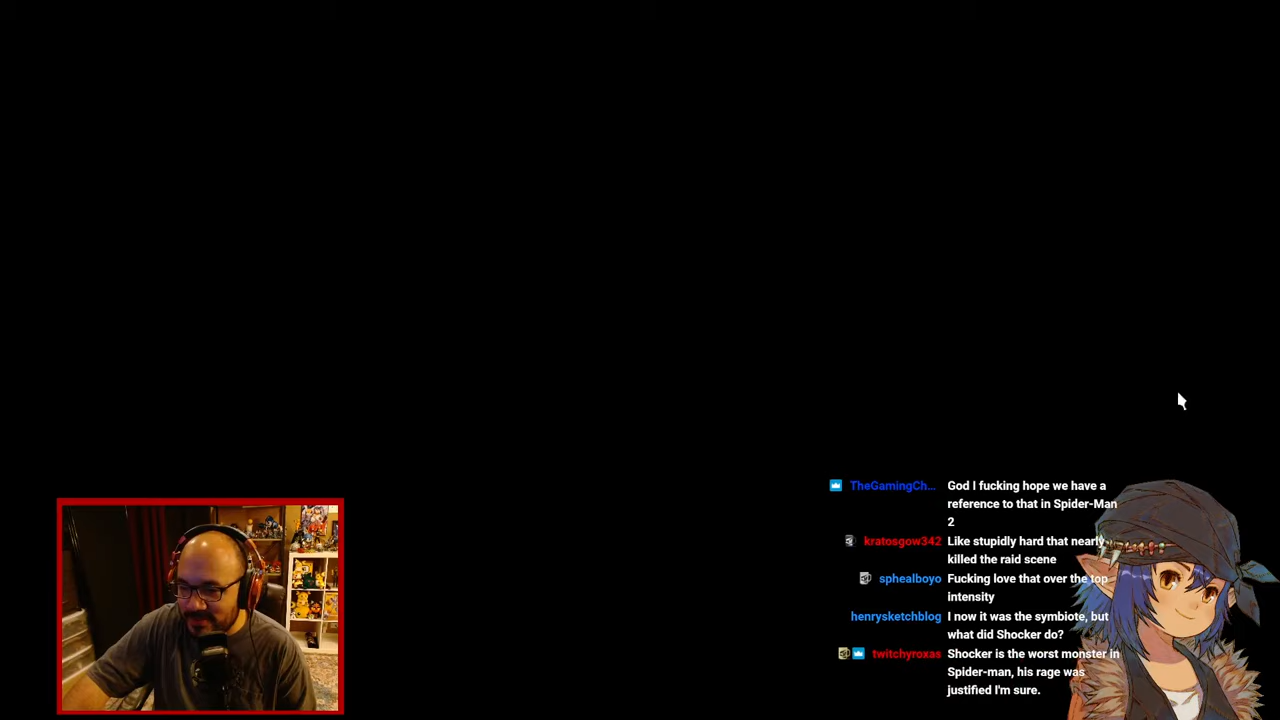 TheGamingCh... God I fucking hope we have a
reference to that in Spider-Man
2
kratosgow342 Like stupidly hard that nearly
killed the raid scene
sphealboyo Fucking love that over the top
intensity
henrysketchblog I now it was the symbiote, but
what did Shocker do?
twitchyroxas Shocker is the worst monster in
Spider-man, his rage was
justified I'm sure.